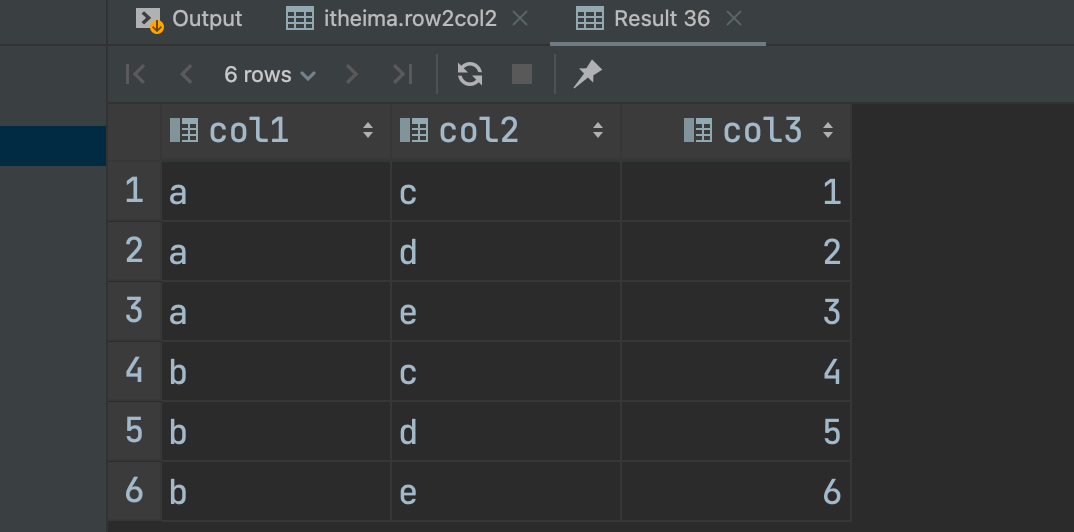 Output itheima.row2col2 Result 36
6 rows
col1 col2 col3
1 a c 1
2 a d 2
3 a e 3
4 b c 4
5 b d 5
6 b e 6